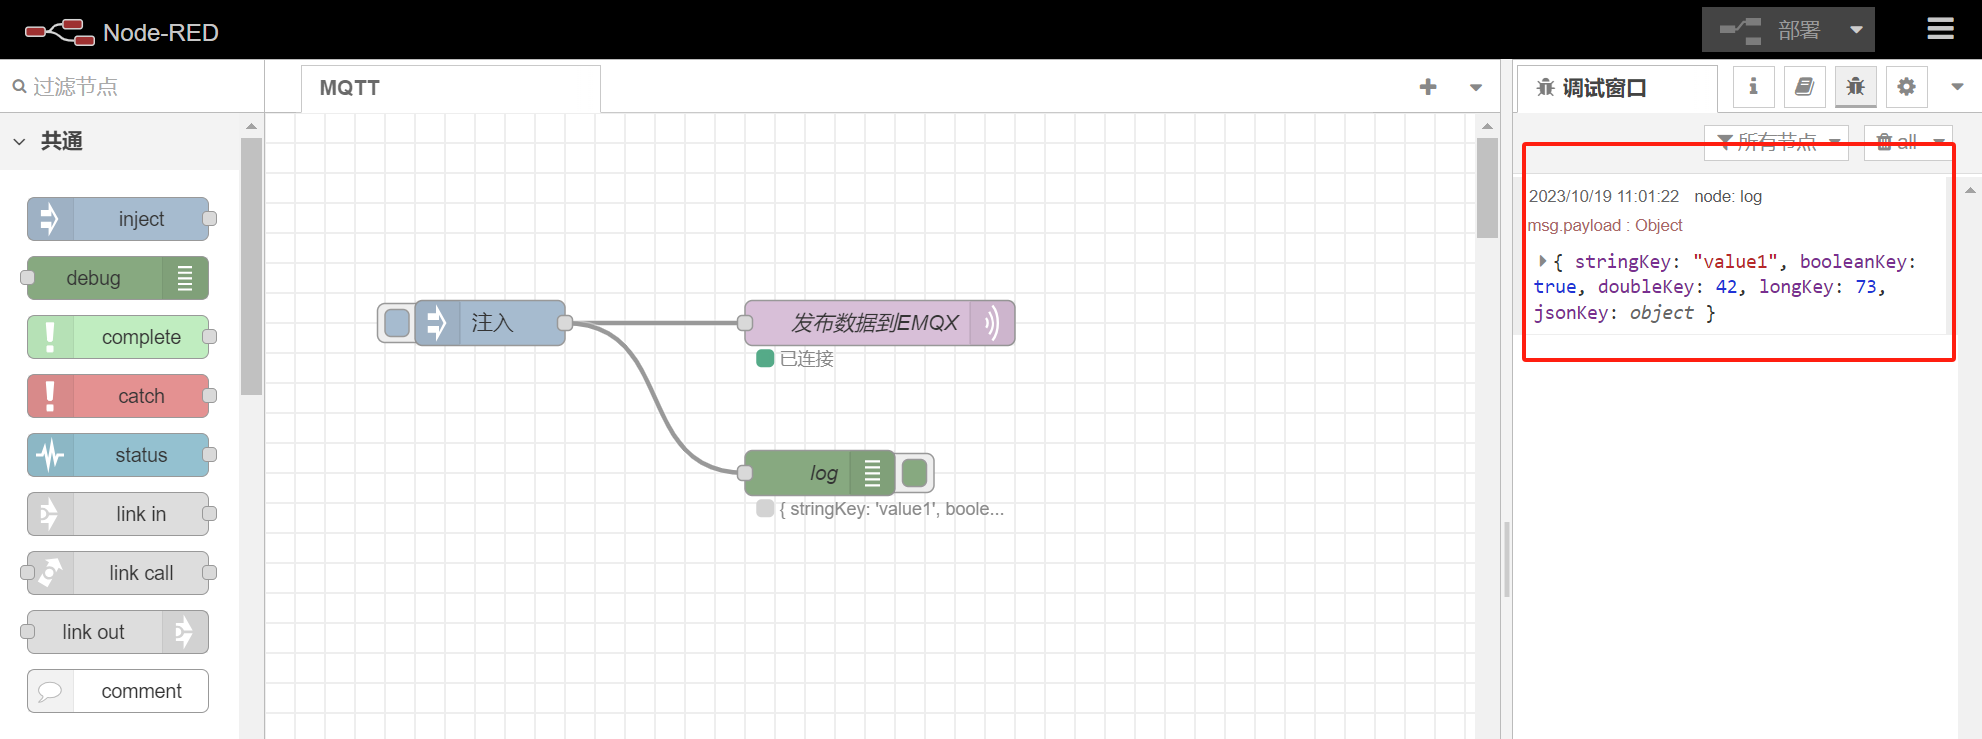 Node-RED
部署
过滤节点
MQTT
调试窗口
共通
所有节点
all
inject
debug
complete
catch
status
link in
link call
link out
comment
注入
发布数据到EMQX
已连接
log
{ stringKey: 'value1', boole...
2023/10/19 11:01:22 node: log
msg.payload : Object
{ stringKey: "value1", booleanKey:
true, doubleKey: 42, longKey: 73,
jsonKey: object }